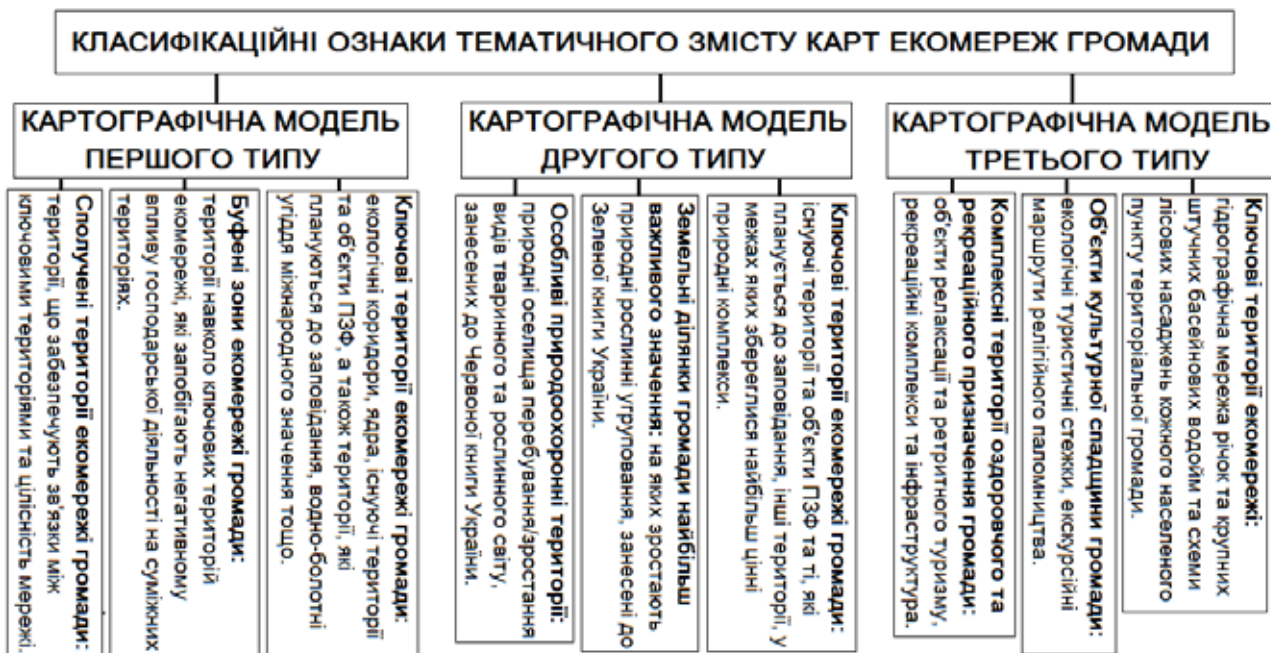 КЛАСИФІКАЦІЙНІ ОЗНАКИ ТЕМАТИЧНОГО ЗМІСТУ КАРТ ЕКОМЕРЕЖ ГРОМАДИ
КАРТОГРАФІЧНА МОДЕЛЬ
ПЕРШОГО ТИПУ
Ключові території екомережі громади:
екологічні коридори, ядра, існуючі території
та об'єкти ПЗФ, а також території, які
плануються до заповідання, водно-болотні
угіддя міжнародного значення тощо.
Буфені зони екомережі громади:
території навколо ключових територій
екомережі, які запобігають негативному
впливу господарської діяльності на суміжних
територіях.
Сполучені території екомережі громади:
території, що забезпечують зв'язки між
ключовими територіями та цілісність мережі.
КАРТОГРАФІЧНА МОДЕЛЬ
ДРУГОГО ТИПУ
Ключові території екомережі громади:
існуючі території та об'єкти ПЗФ та ті, які
планується до заповідання, інші території, у
межах яких збереглися найбільш цінні
природні комплекси.
Земельні ділянки громади найбільш
важливого значення: на яких зростають
природні рослинні угруповання, занесені до
Зеленої книги України.
Особливі природоохоронні території:
природні оселища перебування/зростання
видів тваринного та рослинного світу,
занесених до Червоної книги України.
КАРТОГРАФІЧНА МОДЕЛЬ
ТРЕТЬОГО ТИПУ
Ключові території екомережі:
гідрографічна мережа річок та крупних
штучних басейнових водойм та схеми
лісових насаджень кожного населеного
пункту територіальної громади.
Об'єкти культурної спадщини громади:
екологічні туристичні стежки, екскурсійні
маршрути релігійного паломництва.
Комплексні території оздоровчого та
рекреаційного призначення громади:
об'єкти релаксації та ретритного туризму,
рекреаційні комплекси та інфраструктура.